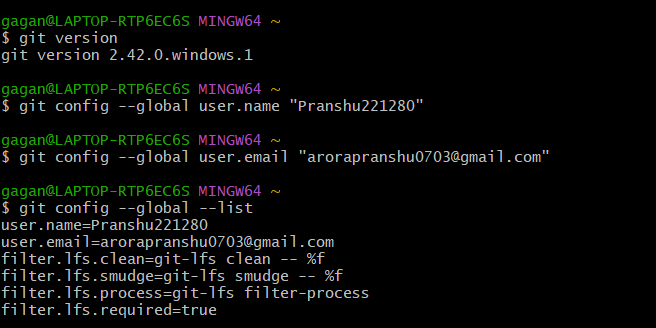 gagan@LAPTOP-RTP6EC6S MINGW64 ~
$ git version
git version 2.42.0.windows.1
gagan@LAPTOP-RTP6EC6S MINGW64 ~
$ git config --global user.name "Pranshu221280"
gagan@LAPTOP-RTP6EC6S MINGW64 ~
$ git config --global user.email "arorapranshu0703@gmail.com"
gagan@LAPTOP-RTP6EC6S MINGW64 ~
$ git config --global --list
user.name=Pranshu221280
user.email=arorapranshu0703@gmail.com
filter.lfs.clean=git-lfs clean -- %f
filter.lfs.smudge=git-lfs smudge -- %f
filter.lfs.process=git-lfs filter-process
filter.lfs.required=true